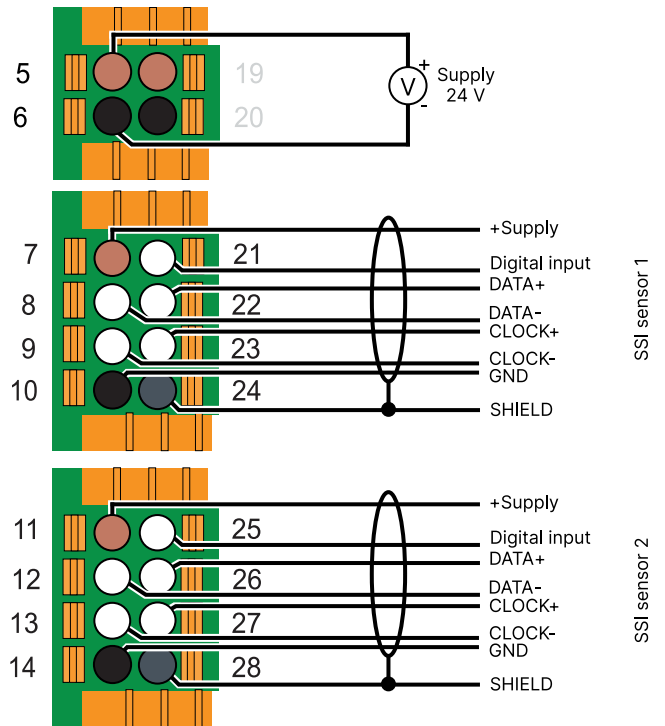 5
19
+
Supply
24 V
V
6
20
-
+Supply
7
21
Digital input
DATA+
8
22
DATA-
CLOCK+
9
23
CLOCK-
GND
10
24
SHIELD
SSI sensor 1
+Supply
11
25
Digital input
DATA+
12
26
DATA-
CLOCK+
13
27
CLOCK-
GND
14
28
SHIELD
SSI sensor 2